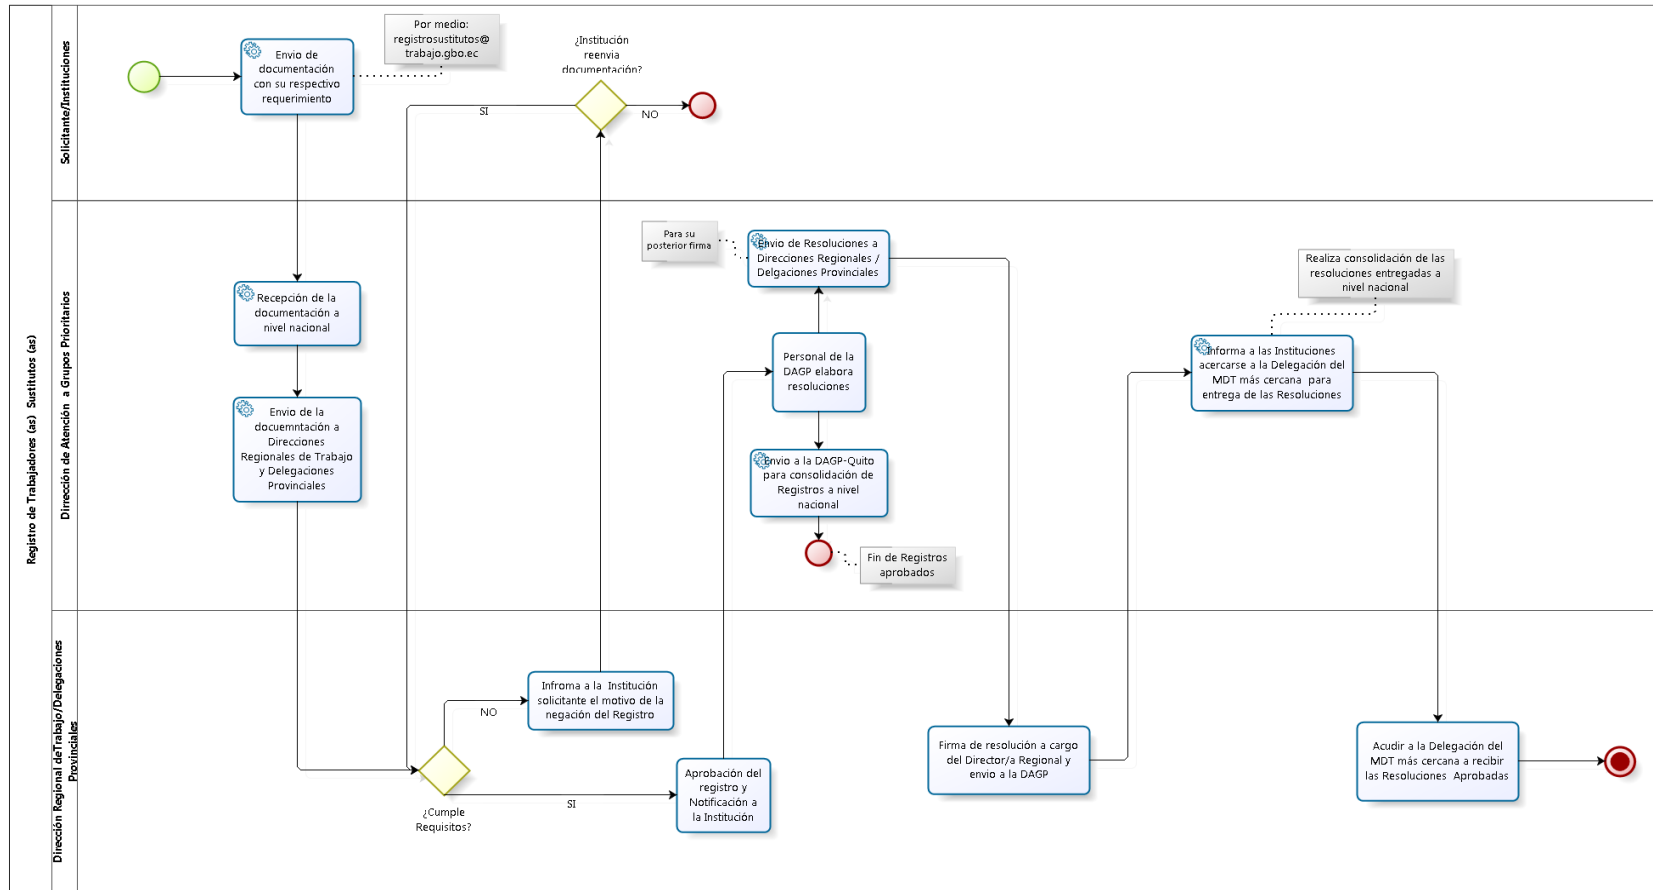 Registro de Trabajadores (as)  Sustitutos (as)
Solicitante/Instituciones
Envio de
documentación
con su respectivo
requerimiento
Por medio:
registrosustitutos@
trabajo.gbo.ec
¿Institución
reenvia
documentación?
SI
NO
Dirrección de Atención  a Grupos Prioritarios
Recepción de la
documentación a
nivel nacional
Envio de la
docuemntación a
Direcciones
Regionales de Trabajo
y Delegaciones
Provinciales
Para su
posterior firma
Envio de Resoluciones a
Direcciones Regionales /
Delgaciones Provinciales
Personal de la
DAGP elabora
resoluciones
Envio a la DAGP-Quito
para consolidación de
Registros a nivel
nacional
Fin de Registros
aprobados
Realiza consolidación de las
resoluciones entregadas a
nivel nacional
Informa a las Instituciones
acercarse a la Delegación del
MDT más cercana  para
entrega de las Resoluciones
Dirección Regional deTrabajo/Delegaciones
Provinciales
¿Cumple
Requisitos?
NO
SI
Infroma a la  Institución
solicitante el motivo de la
negación del Registro
Aprobación del
registro y
Notificación a
la Institución
Firma de resolución a cargo
del Director/a Regional y
envio a la DAGP
Acudir a la Delegación del
MDT más cercana a recibir
las Resoluciones  Aprobadas